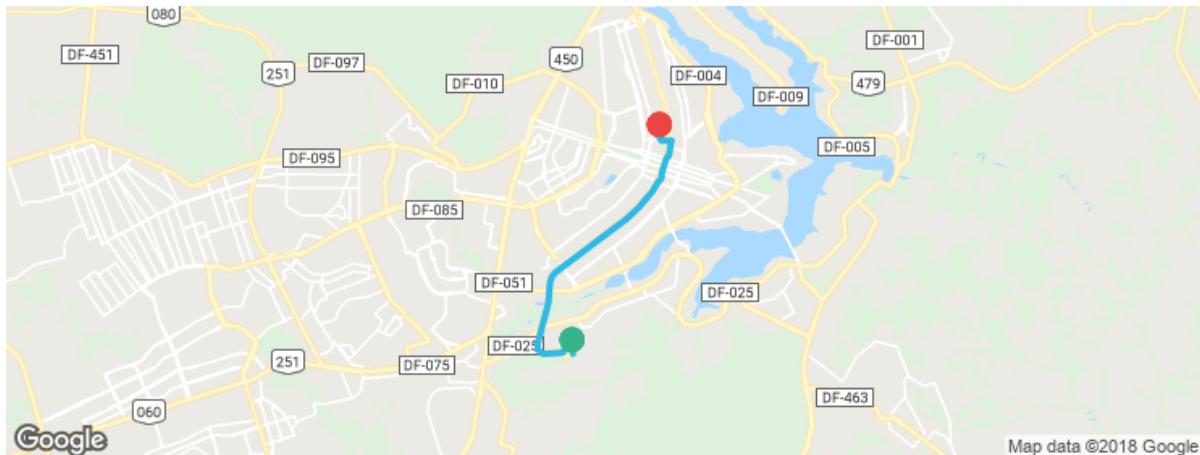 080
DF-451
251
DF-097
450
DF-010
DF-004
DF-001
479
DF-009
DF-095
DF-005
DF-085
DF-051
DF-025
DF-025
251
DF-075
DF-463
060
Google
Map data ©2018 Google